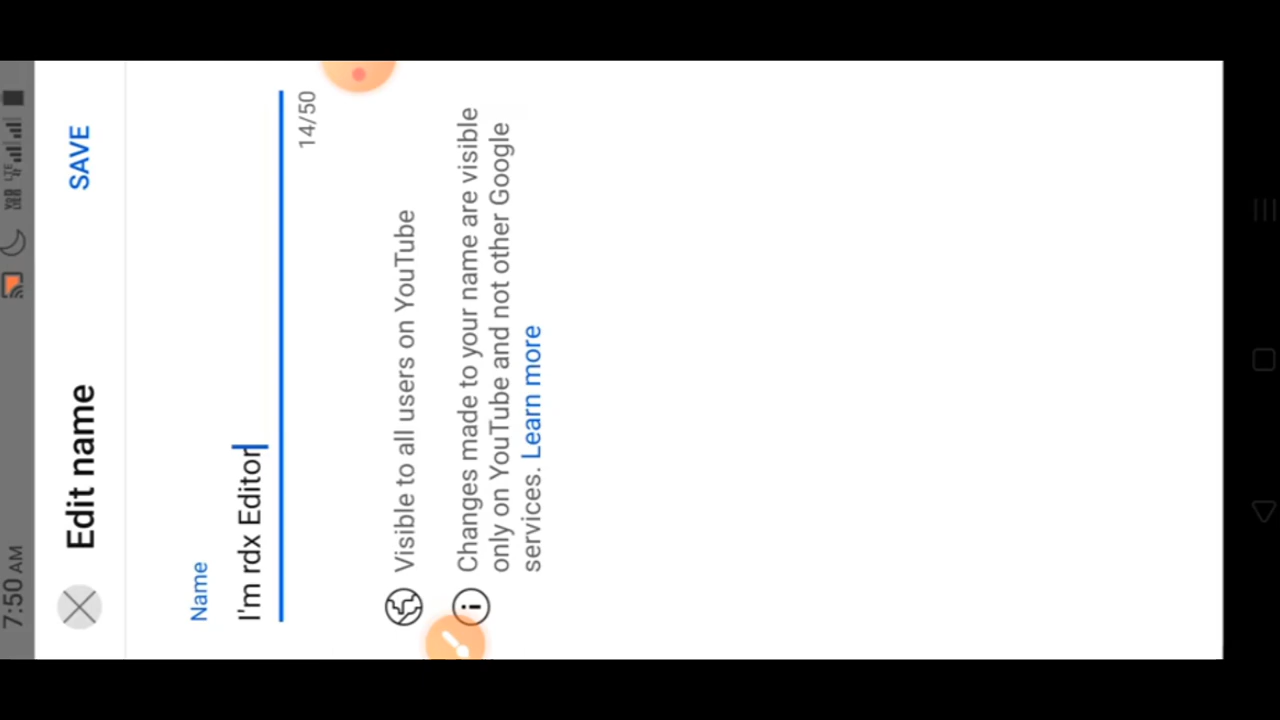 7:50 AM
LTE
Edit name
SAVE
Name
I'm rdx Editor
14/50
Visible to all users on YouTube
Changes made to your name are visible
only on YouTube and not other Google
services. Learn more